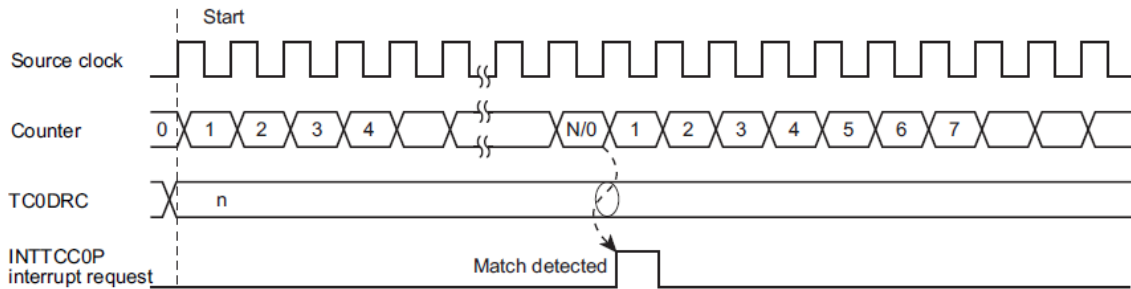 Start
Source clock
Counter 0 1 2 3 4 N/0 1 2 3 4 5 6 7
TC0DRC n
INTTCC0P
interrupt request Match detected